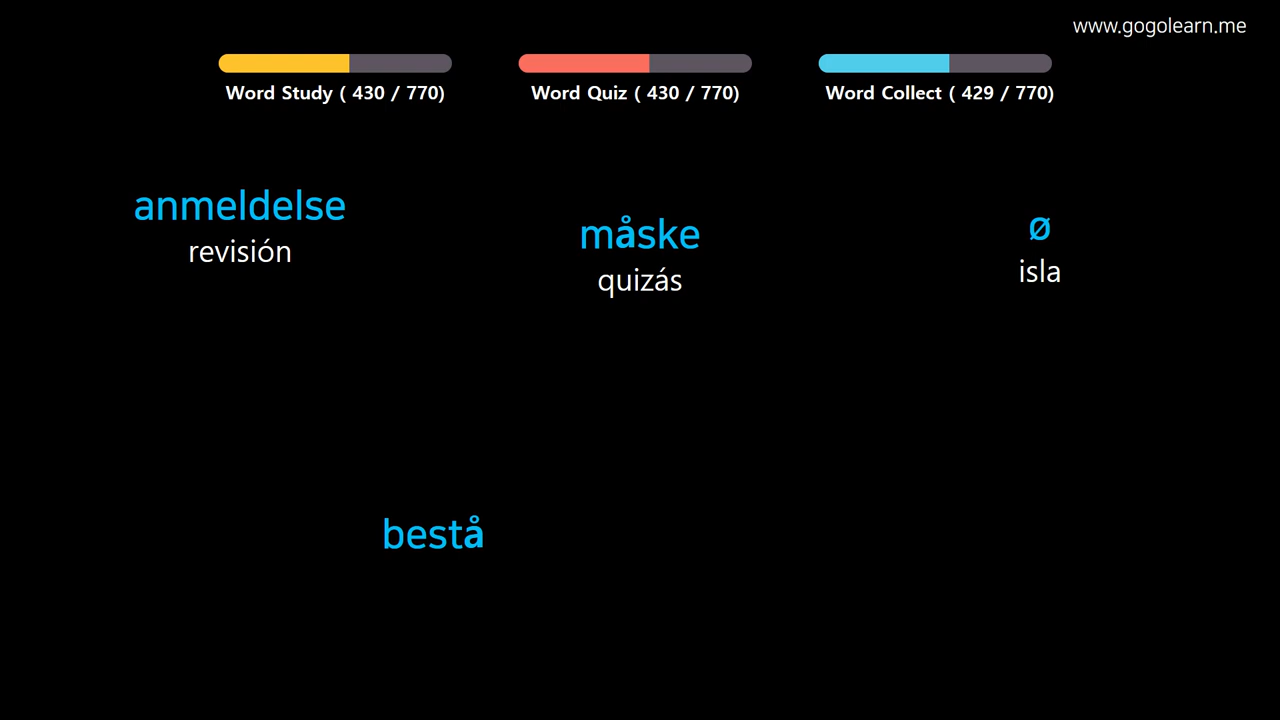 www.gogolearn.me
Word Study ( 430 / 770)
Word Quiz ( 430 / 770)
Word Collect ( 429 / 770)
anmeldelse
revisión
måske
quizás
ø
isla
bestå